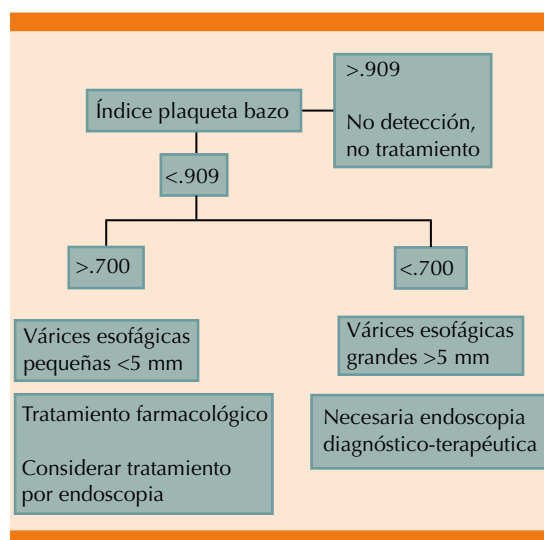 Índice plaqueta bazo
>.909
No detección,
no tratamiento
<.909
>.700
<.700
Várices esofágicas
pequeñas <5 mm
Várices esofágicas
grandes >5 mm
Tratamiento farmacológico
Considerar tratamiento
por endoscopia
Necesaria endoscopia
diagnóstico-terapéutica